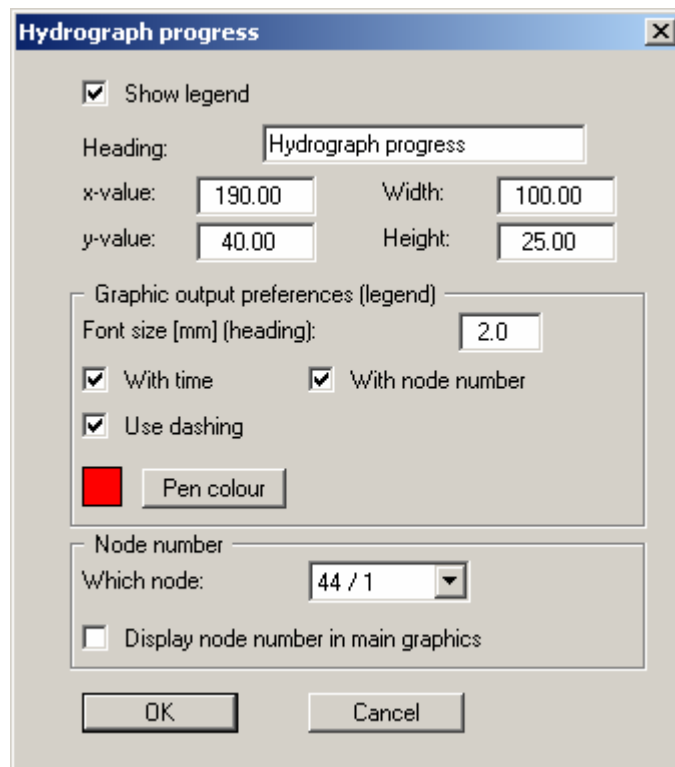 Hydrograph progress
Show legend
Heading: Hydrograph progress
x-value: 190.00 Width: 100.00
y-value: 40.00 Height: 25.00
Graphic output preferences (legend)
Font size [mm] (heading): 2.0
With time With node number
Use dashing
Pen colour
Node number
Which node: 44 / 1
Display node number in main graphics
OK Cancel